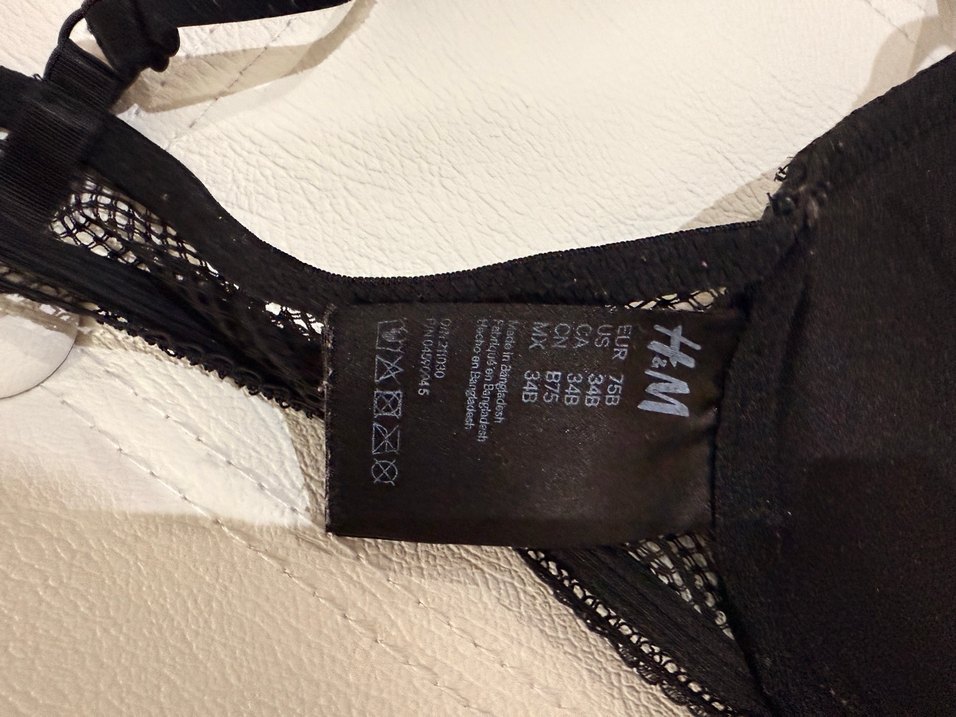 H&M
EUR 75B
US 34B
CA 34B
CN B75
MX 34B
Made in Bangladesh
Fabriqué en Bangladesh
Hecho en Bangladesh